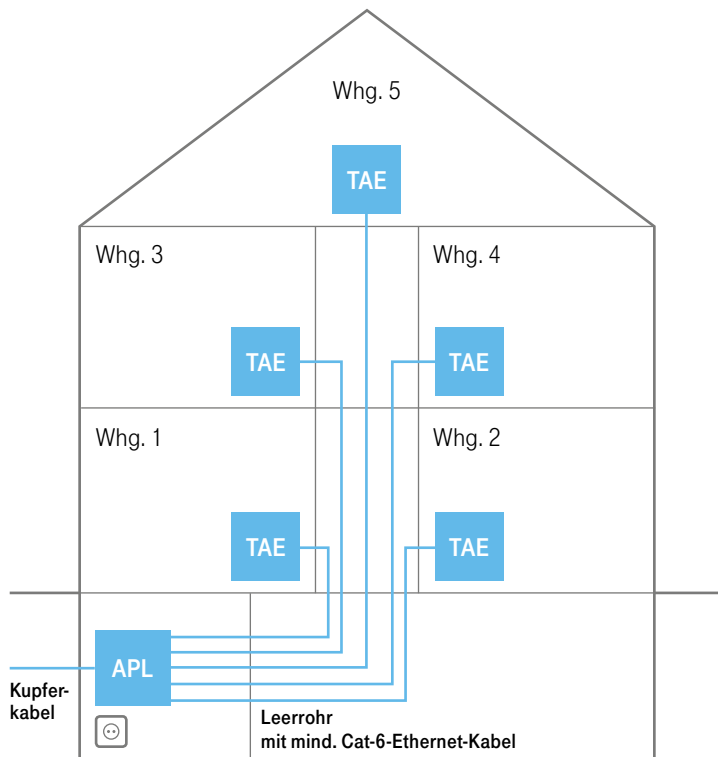 Whg. 5
TAE
Whg. 3
Whg. 4
TAE
TAE
Whg. 1
Whg. 2
TAE
TAE
APL
Kupfer-
kabel
Leerrohr
mit mind. Cat-6-Ethernet-Kabel